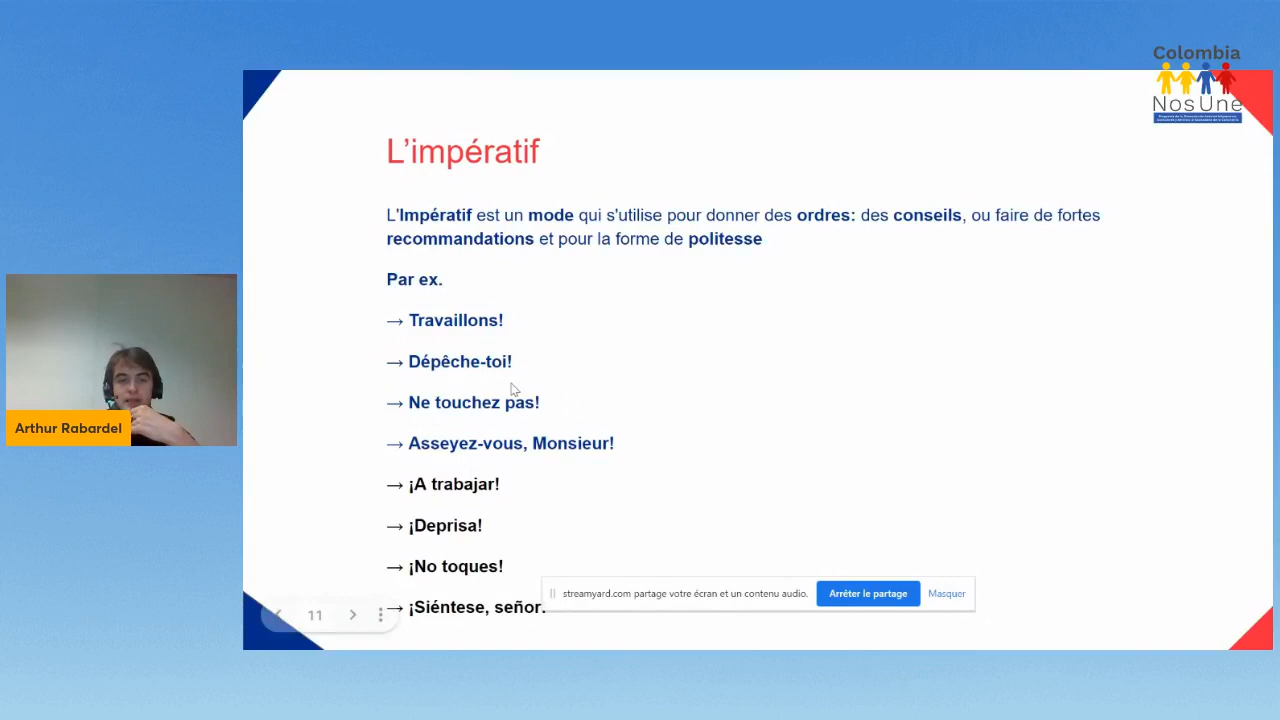 Colombia
NosUne
L'impératif
L'Impératif est un mode qui s'utilise pour donner des ordres: des conseils, ou faire de fortes
recommandations et pour la forme de politesse
Par ex.
→ Travaillons!
→ Dépêche-toi!
→ Ne touchez pas!
→ Asseyez-vous, Monsieur!
→ ¡A trabajar!
→ ¡Deprisa!
→ ¡No toques!
→ ¡Siéntese, señor!
streamyard.com partage votre écran et un contenu audio.
Arrêter le partage
Masquer
11
Arthur Rabardel